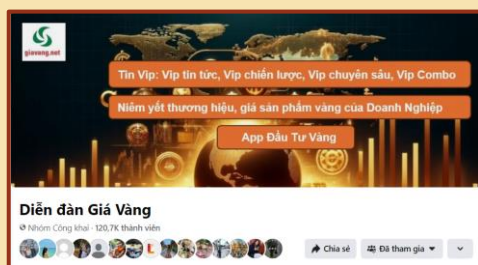 giavang.net
Tin Vip: Vip tin tức, Vip chiến lược, Vip chuyên sâu, Vip Combo
Niêm yết thương hiệu, giá sản phẩm vàng của Doanh Nghiệp
App Đầu Tư Vàng
Diễn đàn Giá Vàng
Nhóm Công khai · 120,7K thành viên
Chia sẻ
Đã tham gia